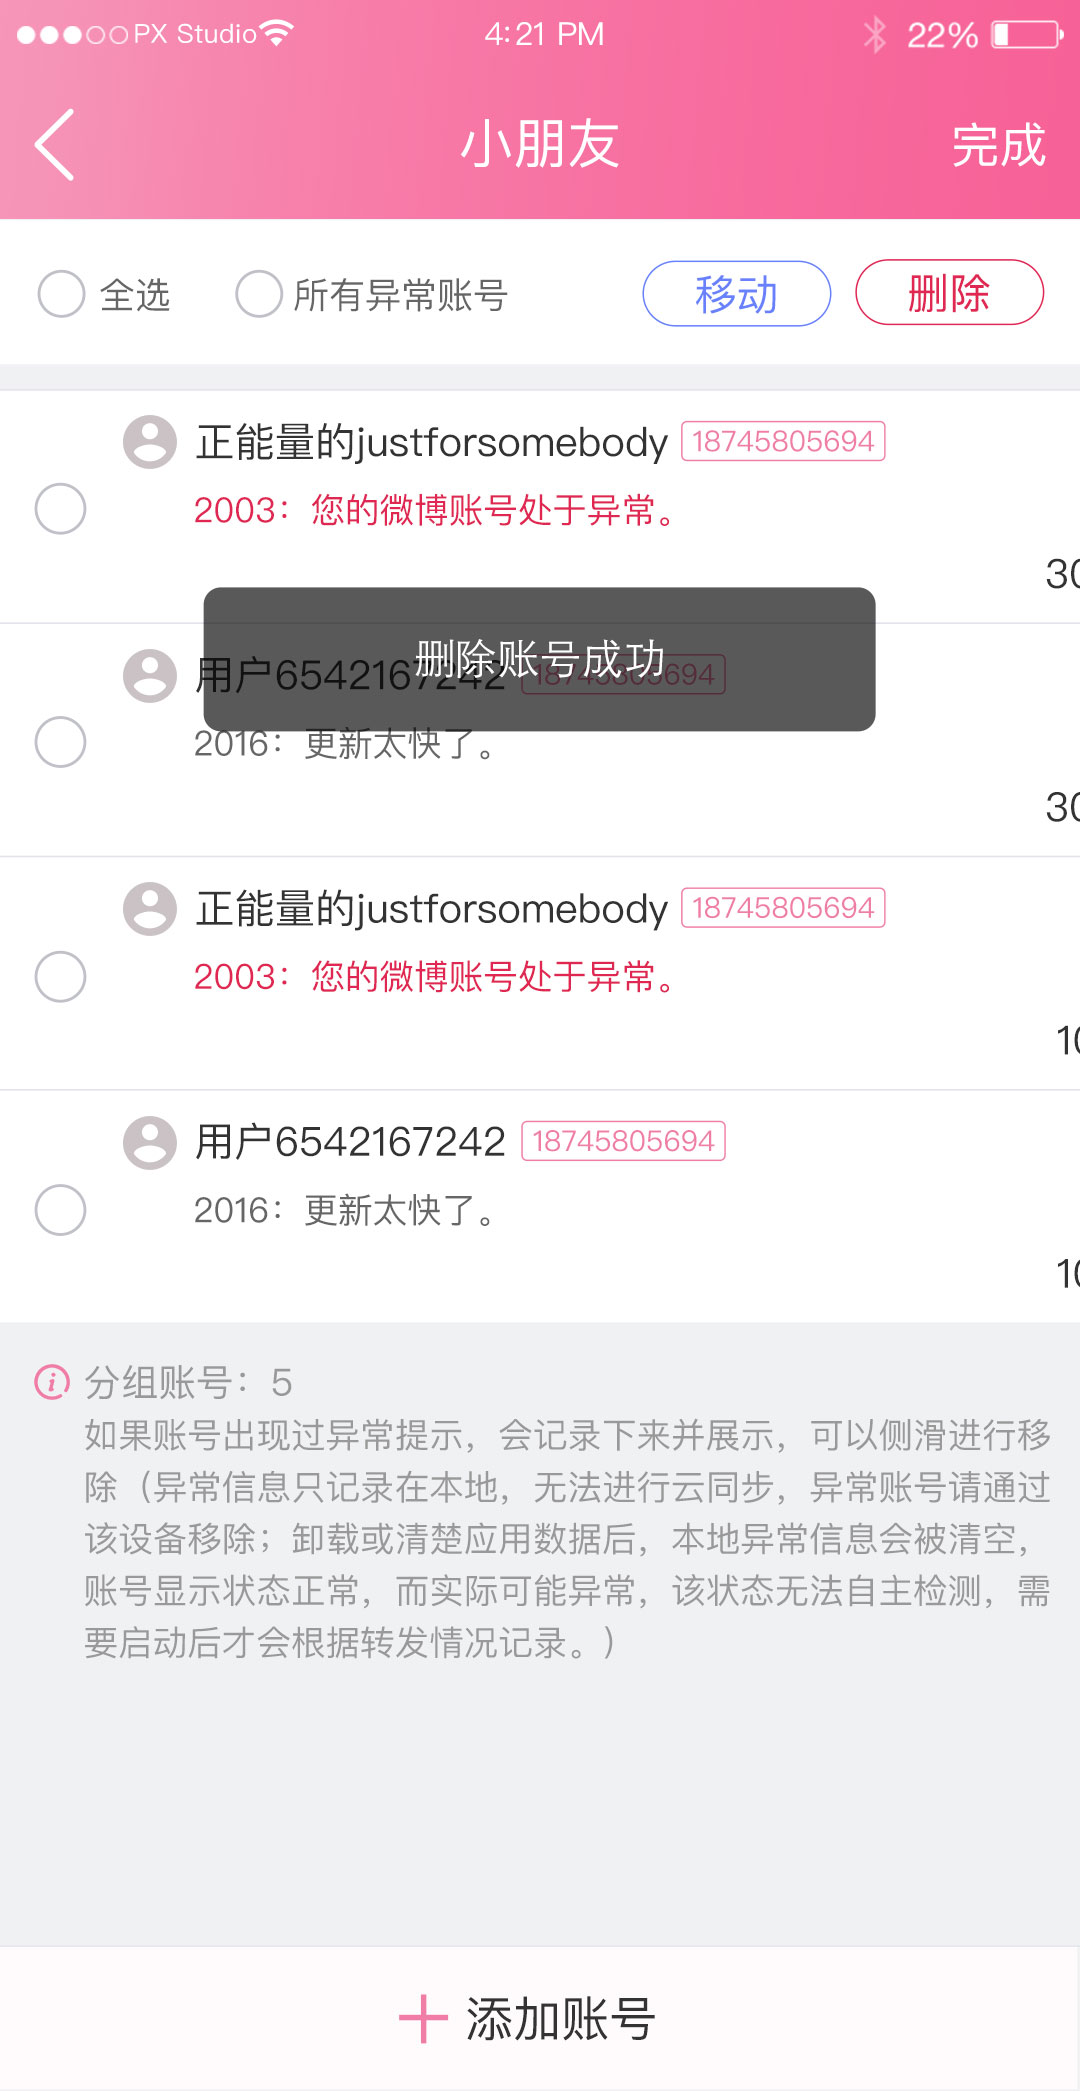 PX Studio 4:21 PM 22%
小朋友 完成
全选 所有异常账号 移动 删除
正能量的justforsomebody 18745805694
2003：您的微博账号处于异常。
30
删除账号成功
用户6542167242 18745805694
2016：更新太快了。
30
正能量的justforsomebody 18745805694
2003：您的微博账号处于异常。
10
用户6542167242 18745805694
2016：更新太快了。
10
分组账号：5
如果账号出现过异常提示，会记录下来并展示，可以侧滑进行移
除（异常信息只记录在本地，无法进行云同步，异常账号请通过
该设备移除；卸载或清楚应用数据后，本地异常信息会被清空，
账号显示状态正常，而实际可能异常，该状态无法自主检测，需
要启动后才会根据转发情况记录。）
添加账号